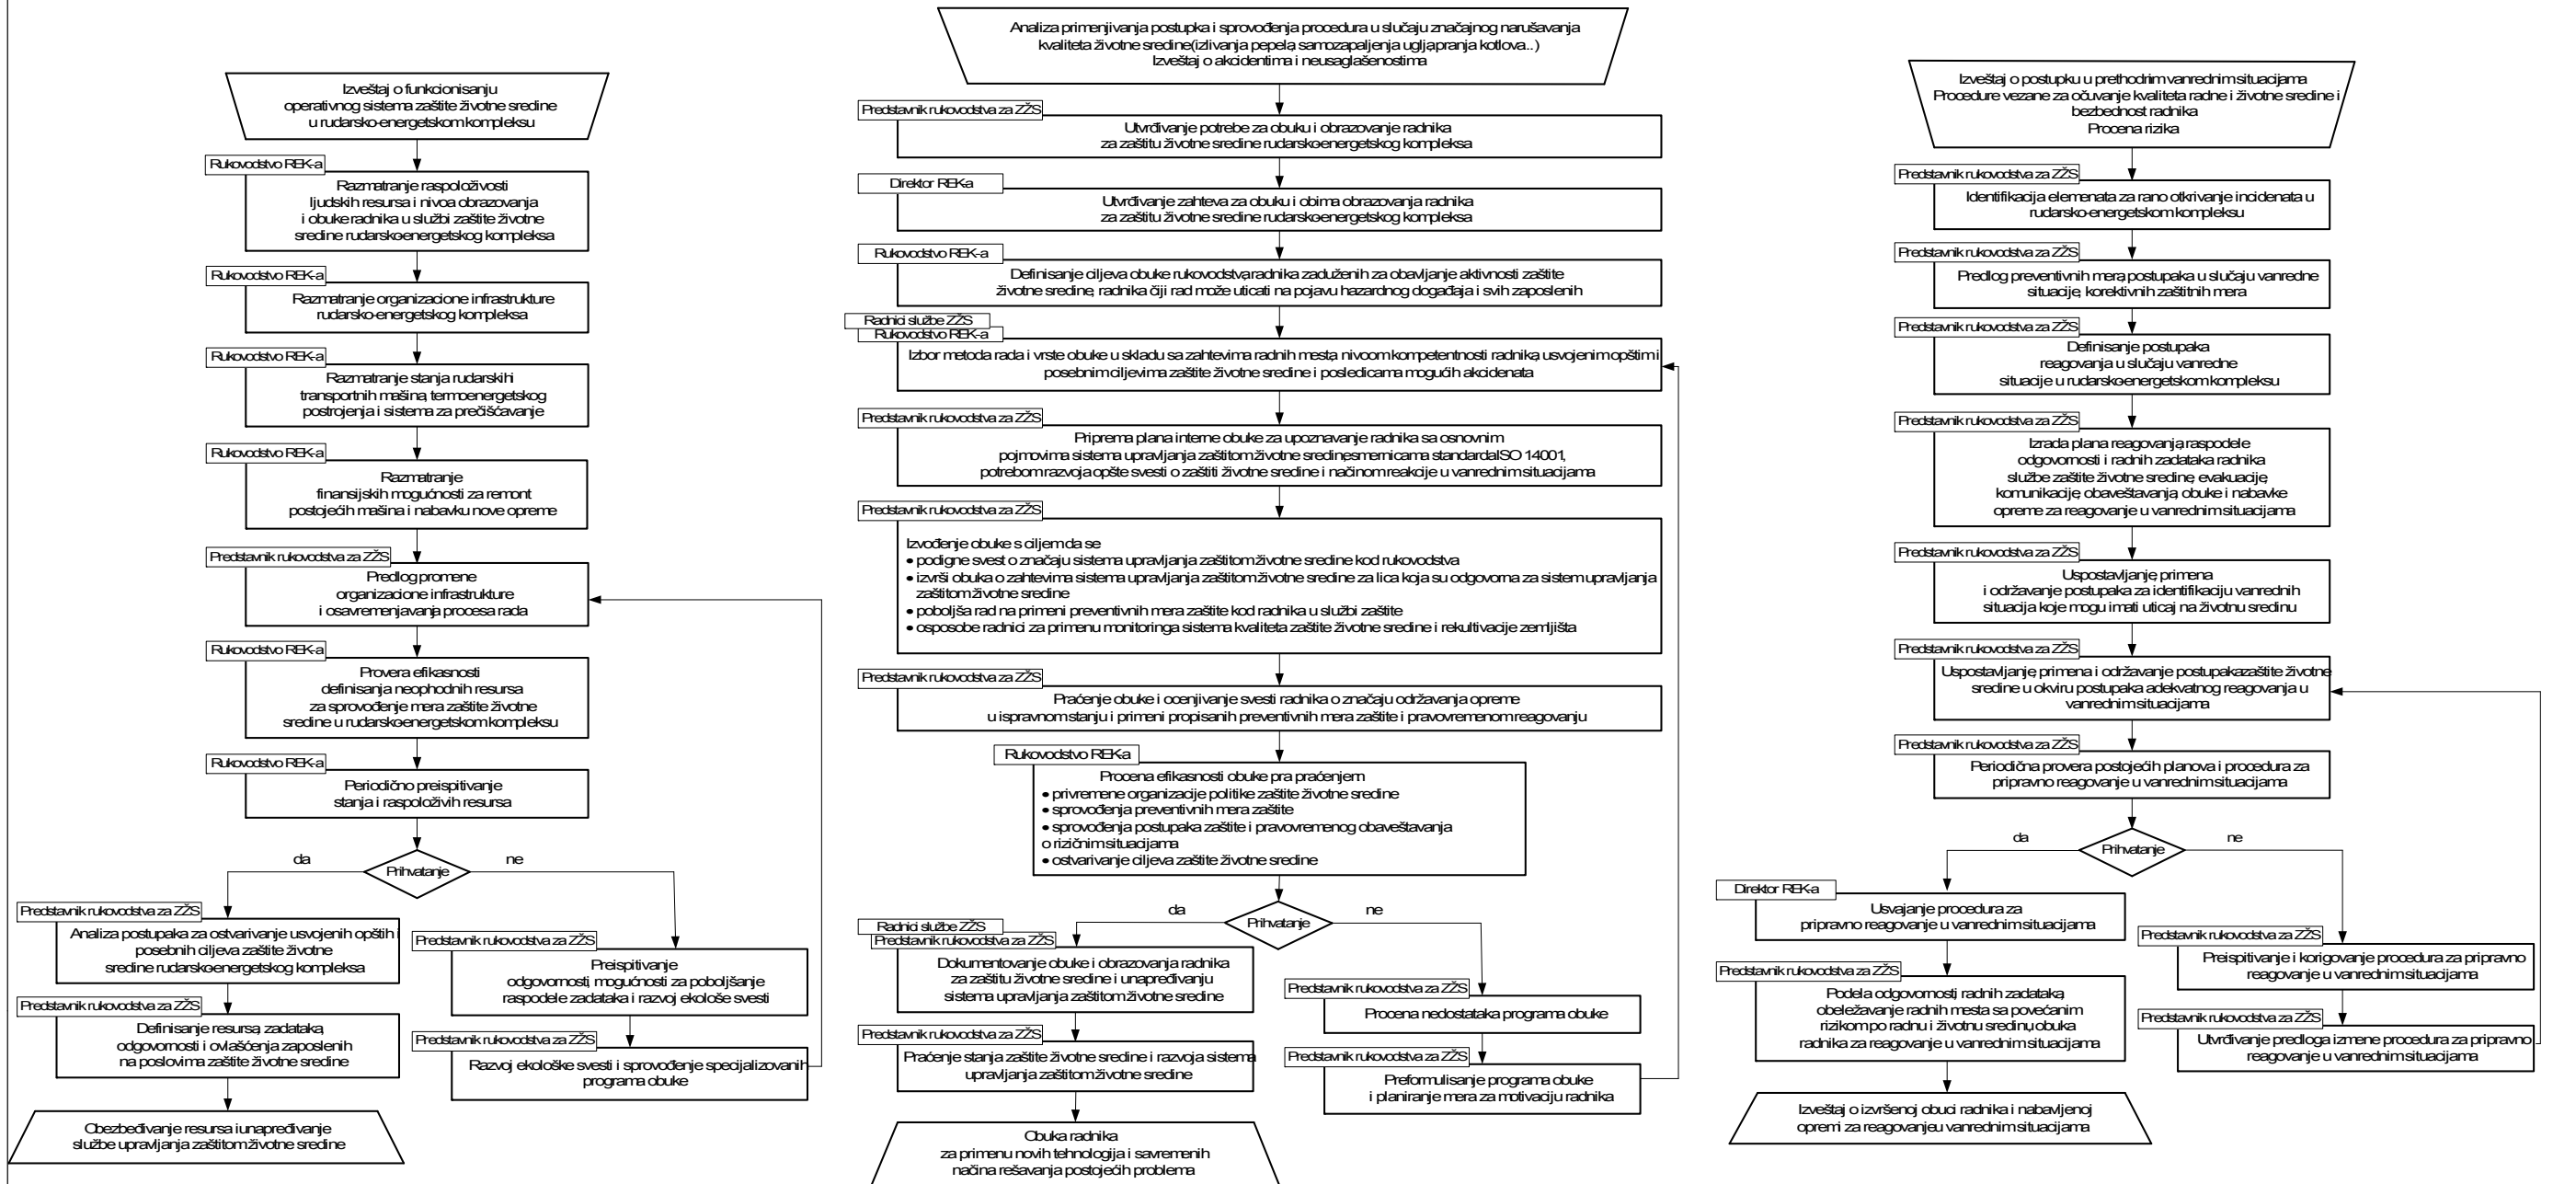 Izveštaj o funkcionisanju
operativnog sistema zaštite životne sredine
u rudarsko-energetskom kompleksu
Rukovodstvo REK-a
Razmatranje raspoloživosti
ljudskih resursa i nivoa obrazovanja
i obuke radnika u službi zaštite životne
sredine rudarsko-energetskog kompleksa
Rukovodstvo REK-a
Razmatranje organizacione infrastrukture
rudarsko-energetskog kompleksa
Rukovodstvo REK-a
Razmatranje stanja rudarskih
transportnih mašina, termoenergetskog
postrojenja i sistema za prečišćavanje
Rukovodstvo REK-a
Razmatranje
finansijskih mogućnosti za remont
postojećih mašina i nabavku nove opreme
Predstavnik rukovodstva za ZŽS
Predlog promene
organizacione infrastrukture
i osavremenjavanja procesa rada
Rukovodstvo REK-a
Provera efikasnosti
definisanja neophodnih resursa
za sprovođenje mera zaštite životne
sredine u rudarsko-energetskom kompleksu
Rukovodstvo REK-a
Periodično preispitivanje
stanja i raspoloživih resursa
da
Prihvatanje
ne
Predstavnik rukovodstva za ZŽS
Analiza postupaka za ostvarivanje usvojenih opštih i
posebnih ciljeva zaštite životne
sredine rudarsko-energetskog kompleksa
Predstavnik rukovodstva za ZŽS
Definisanje resursa, zadataka,
odgovornosti i ovlašćenja zaposlenih
na poslovima zaštite životne sredine
Obezbeđivanje resursa i unapređivanje
službe upravljanja zaštitom životne sredine
Predstavnik rukovodstva za ZŽS
Preispitivanje
odgovornosti, mogućnosti za poboljšanje
raspodele zadataka i razvoj ekološe svesti
Predstavnik rukovodstva za ZŽS
Razvoj ekološke svesti i sprovođenje specijalizovanih
programa obuke
Analiza primenjivanja postupka i sprovođenja procedura u slučaju značajnog narušavanja
kvaliteta životne sredine(izlivanja pepela, samozapaljenja uglja,pranja kotlova...)
Izveštaj o akcidentima i neusaglašenostima
Predstavnik rukovodstva za ZŽS
Utvrđivanje potrebe za obuku i obrazovanje radnika
za zaštitu životne sredine rudarsko-energetskog kompleksa
Direktor REK-a
Utvrđivanje zahteva za obuku i obima obrazovanja radnika
za zaštitu životne sredine rudarsko-energetskog kompleksa
Rukovodstvo REK-a
Definisanje ciljeva obuke rukovodstva,radnika zaduženih za obavljanje aktivnosti zaštite
životne sredine, radnika čiji rad može uticati na pojavu hazardnog događaja i svih zaposlenih
Radnici službe ZŽS
Rukovodstvo REK-a
Izbor metoda rada i vrste obuke u skladu sa zahtevima radnih mesta, nivoom kompetentnosti radnika, usvojenim opštim i
posebnim ciljevima zaštite životne sredine i posledicama mogućih akcidenata
Predstavnik rukovodstva za ZŽS
Priprema plana interne obuke za upoznavanje radnika sa osnovnim
pojmovima sistema upravljanja zaštitom životne sredine,smernicama standardaISO 14001,
potrebom razvoja opšte svesti o zaštiti životne sredine i načinom reakcije u vanrednim situacijama
Predstavnik rukovodstva za ZŽS
Izvođenje obuke s ciljem da se
• podigne svest o značaju sistema upravljanja zaštitom životne sredine kod rukovodstva
• izvrši obuka o zahtevima sistema upravljanja zaštitom životne sredine za lica koja su odgovorna za sistem upravljanja
zaštitom životne sredine
• poboljša rad na primeni preventivnih mera zaštite kod radnika u službi zaštite
• osposobe radnici za primenu monitoringa sistema kvaliteta zaštite životne sredine i rekultivacije zemljišta
Predstavnik rukovodstva za ZŽS
Praćenje obuke i ocenjivanje svesti radnika o značaju održavanja opreme
u ispravnom stanju i primeni propisanih preventivnih mera zaštite i pravovremenom reagovanju
Rukovodstvo REK-a
Procena efikasnosti obuke pra praćenjem
• privremene organizacije politike zaštite životne sredine
• sprovođenja preventivnih mera zaštite
• sprovođenja postupaka zaštite i pravovremenog obaveštavanja
o rizičnim situacijama
• ostvarivanje ciljeva zaštite životne sredine
da
Prihvatanje
ne
Radnici službe ZŽS
Predstavnik rukovodstva za ZŽS
Dokumentovanje obuke i obrazovanja radnika
za zaštitu životne sredine i unapređivanju
sistema upravljanja zaštitom životne sredine
Predstavnik rukovodstva za ZŽS
Praćenje stanja zaštite životne sredine i razvoja sistema
upravljanja zaštitom životne sredine
Obuka radnika
za primenu novih tehnologija i savremenih
načina rešavanja postojećih problema
Predstavnik rukovodstva za ZŽS
Procena nedostataka programa obuke
Predstavnik rukovodstva za ZŽS
Preformulisanje programa obuke
i planiranje mera za motivaciju radnika
Izveštaj o postupku u prethodnim vanrednim situacijama
Procedure vezane za očuvanje kvaliteta radne i životne sredine i
bezbednost radnika
Procena rizika
Predstavnik rukovodstva za ZŽS
Identifikacija elemenata za rano otkrivanje incidenata u
rudarsko-energetskom kompleksu
Predstavnik rukovodstva za ZŽS
Predlog preventivnih mera,postupaka u slučaju vanredne
situacije, korektivnih zaštitnih mera
Predstavnik rukovodstva za ZŽS
Definisanje postupaka
reagovanja u slučaju vanredne
situacije u rudarsko-energetskom kompleksu
Predstavnik rukovodstva za ZŽS
Izrada plana reagovanja, raspodele
odgovornosti i radnih zadataka radnika
službe zaštite životne sredine, evakuacije,
komunikacije, obaveštavanja, obuke i nabavke
opreme za reagovanje u vanrednim situacijama
Predstavnik rukovodstva za ZŽS
Uspostavljanje, primena
i održavanje postupaka za identifikaciju vanrednih
situacija koje mogu imati uticaj na životnu sredinu
Predstavnik rukovodstva za ZŽS
Uspostavljanje, primena i održavanje postupakazaštite životne
sredine u okviru postupaka adekvatnog reagovanja u
vanrednim situacijama
Predstavnik rukovodstva za ZŽS
Periodična provera postojećih planova i procedura za
pripravno reagovanje u vanrednim situacijama
da
Prihvatanje
ne
Direktor REK-a
Usvajanje procedura za
pripravno reagovanje u vanrednim situacijama
Predstavnik rukovodstva za ZŽS
Podela odgovornosti, radnih zadataka,
obeležavanje radnih mesta sa povećanim
rizikom po radnu i životnu sredinu, obuka
radnika za reagovanje u vanrednim situacijama
Izveštaj o izvršenoj obuci radnika i nabavljenoj
opremi za reagovanje u vanrednim situacijama
Predstavnik rukovodstva za ZŽS
Preispitivanje i korigovanje procedura za pripravno
reagovanje u vanrednim situacijama
Predstavnik rukovodstva za ZŽS
Utvrđivanje predloga izmene procedura za pripravno
reagovanje u vanrednim situacijama